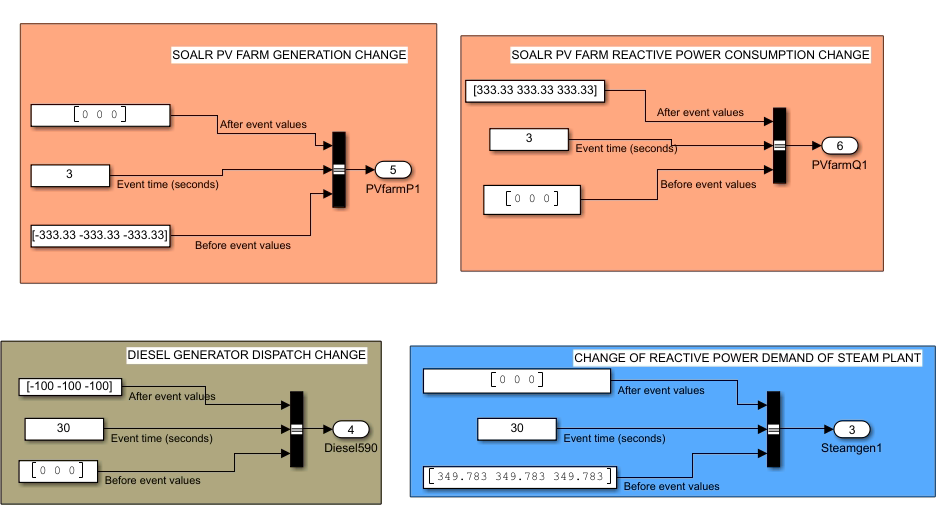 SOALR PV FARM GENERATION CHANGE
[0 0 0]
After event values
3
Event time (seconds)
[-333.33 -333.33 -333.33]
Before event values
5
PVfarmP1
SOALR PV FARM REACTIVE POWER CONSUMPTION CHANGE
[333.33 333.33 333.33]
After event values
3
Event time (seconds)
[0 0 0]
Before event values
6
PVfarmQ1
DIESEL GENERATOR DISPATCH CHANGE
[-100 -100 -100]
After event values
30
Event time (seconds)
[0 0 0]
Before event values
4
Diesel590
CHANGE OF REACTIVE POWER DEMAND OF STEAM PLANT
[0 0 0]
After event values
30
Event time (seconds)
[349.783 349.783 349.783]
Before event values
3
Steamgen1